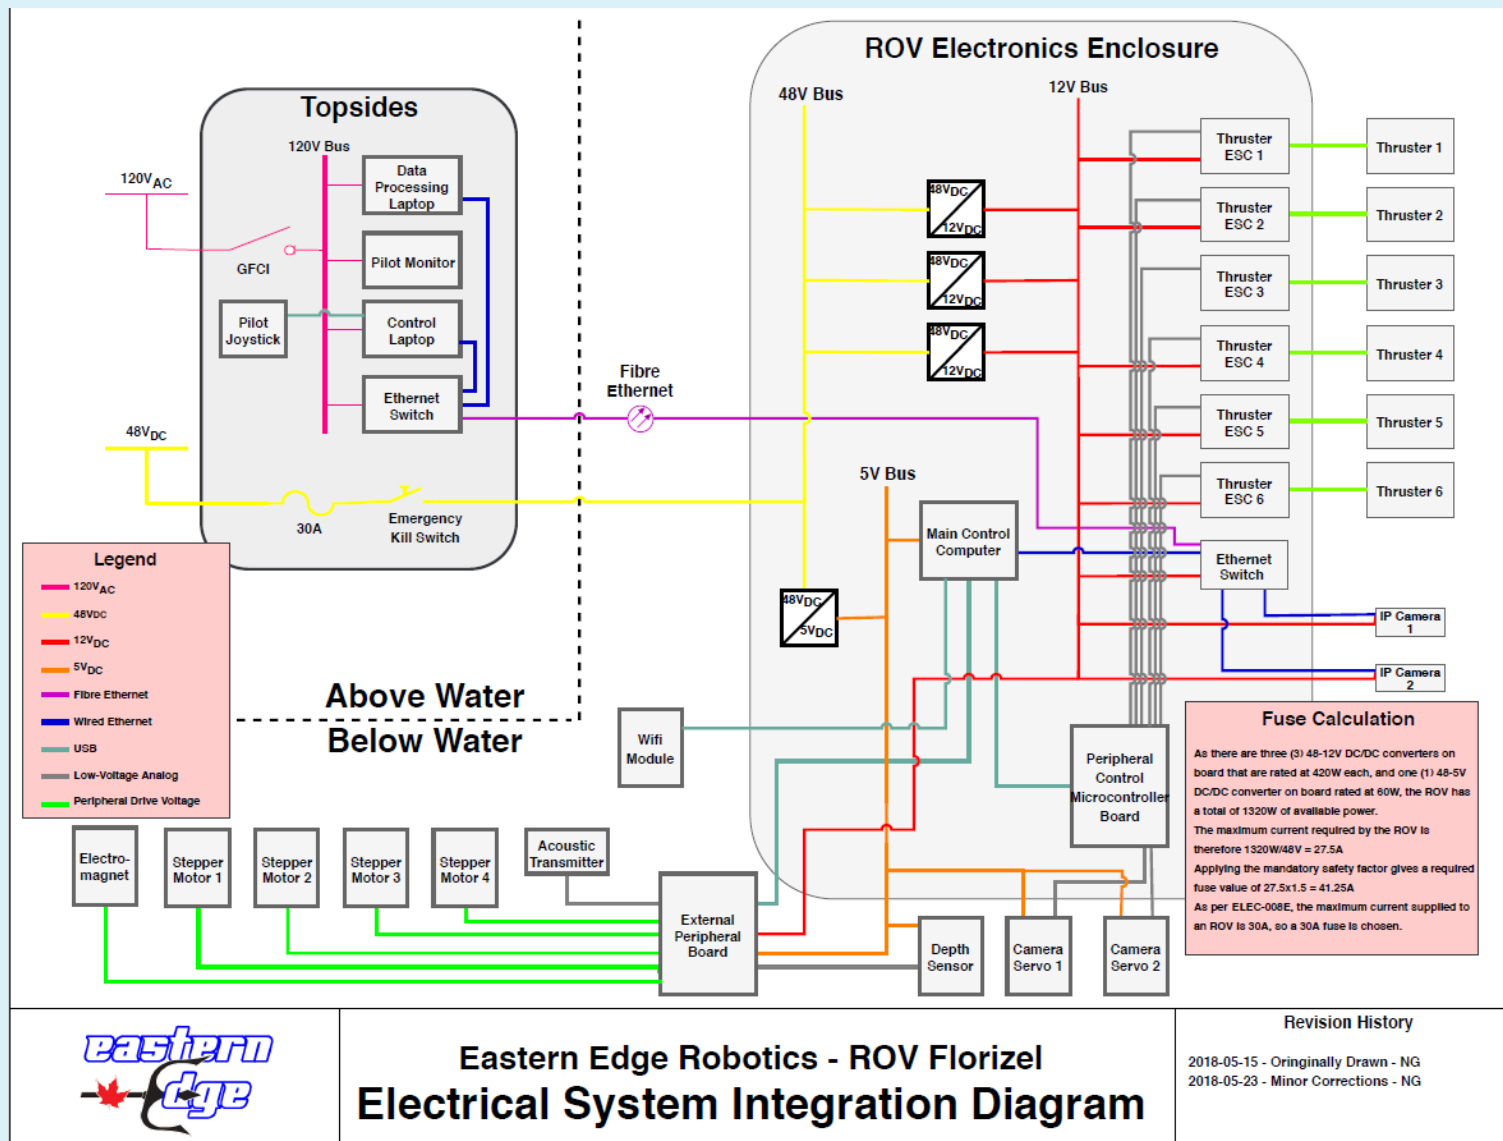 ROV Electronics Enclosure
Topsides
120V Bus
120VAC
GFCI
Data
Processing
Laptop
Pilot Monitor
Pilot
Joystick
Control
Laptop
Ethernet
Switch
48VDC
30A
Emergency
Kill Switch
Fibre
Ethernet
48V Bus
12V Bus
48VDC
12VDC
48VDC
12VDC
48VDC
12VDC
Thruster
ESC 1
Thruster 1
Thruster
ESC 2
Thruster 2
Thruster
ESC 3
Thruster 3
Thruster
ESC 4
Thruster 4
Thruster
ESC 5
Thruster 5
Thruster
ESC 6
Thruster 6
5V Bus
Main Control
Computer
Ethernet
Switch
48VDC
5VDC
IP Camera
1
IP Camera
2
Legend
120VAC
48VDC
12VDC
5VDC
Fibre Ethernet
Wired Ethernet
USB
Low-Voltage Analog
Peripheral Drive Voltage
Above Water
Below Water
Wifi
Module
Peripheral
Control
Microcontroller
Board
Fuse Calculation
As there are three (3) 48-12V DC/DC converters on
board that are rated at 420W each, and one (1) 48-5V
DC/DC converter on board rated at 60W, the ROV has
a total of 1320W of available power.
The maximum current required by the ROV is
therefore 1320W/48V = 27.5A
Applying the mandatory safety factor gives a required
fuse value of 27.5x1.5 = 41.25A
As per ELEC-008E, the maximum current supplied to
an ROV is 30A, so a 30A fuse is chosen.
Electro-
magnet
Stepper
Motor 1
Stepper
Motor 2
Stepper
Motor 3
Stepper
Motor 4
Acoustic
Transmitter
External
Peripheral
Board
Depth
Sensor
Camera
Servo 1
Camera
Servo 2
eastern
Edge
Eastern Edge Robotics - ROV Florizel
Electrical System Integration Diagram
Revision History
2018-05-15 - Oringinally Drawn - NG
2018-05-23 - Minor Corrections - NG